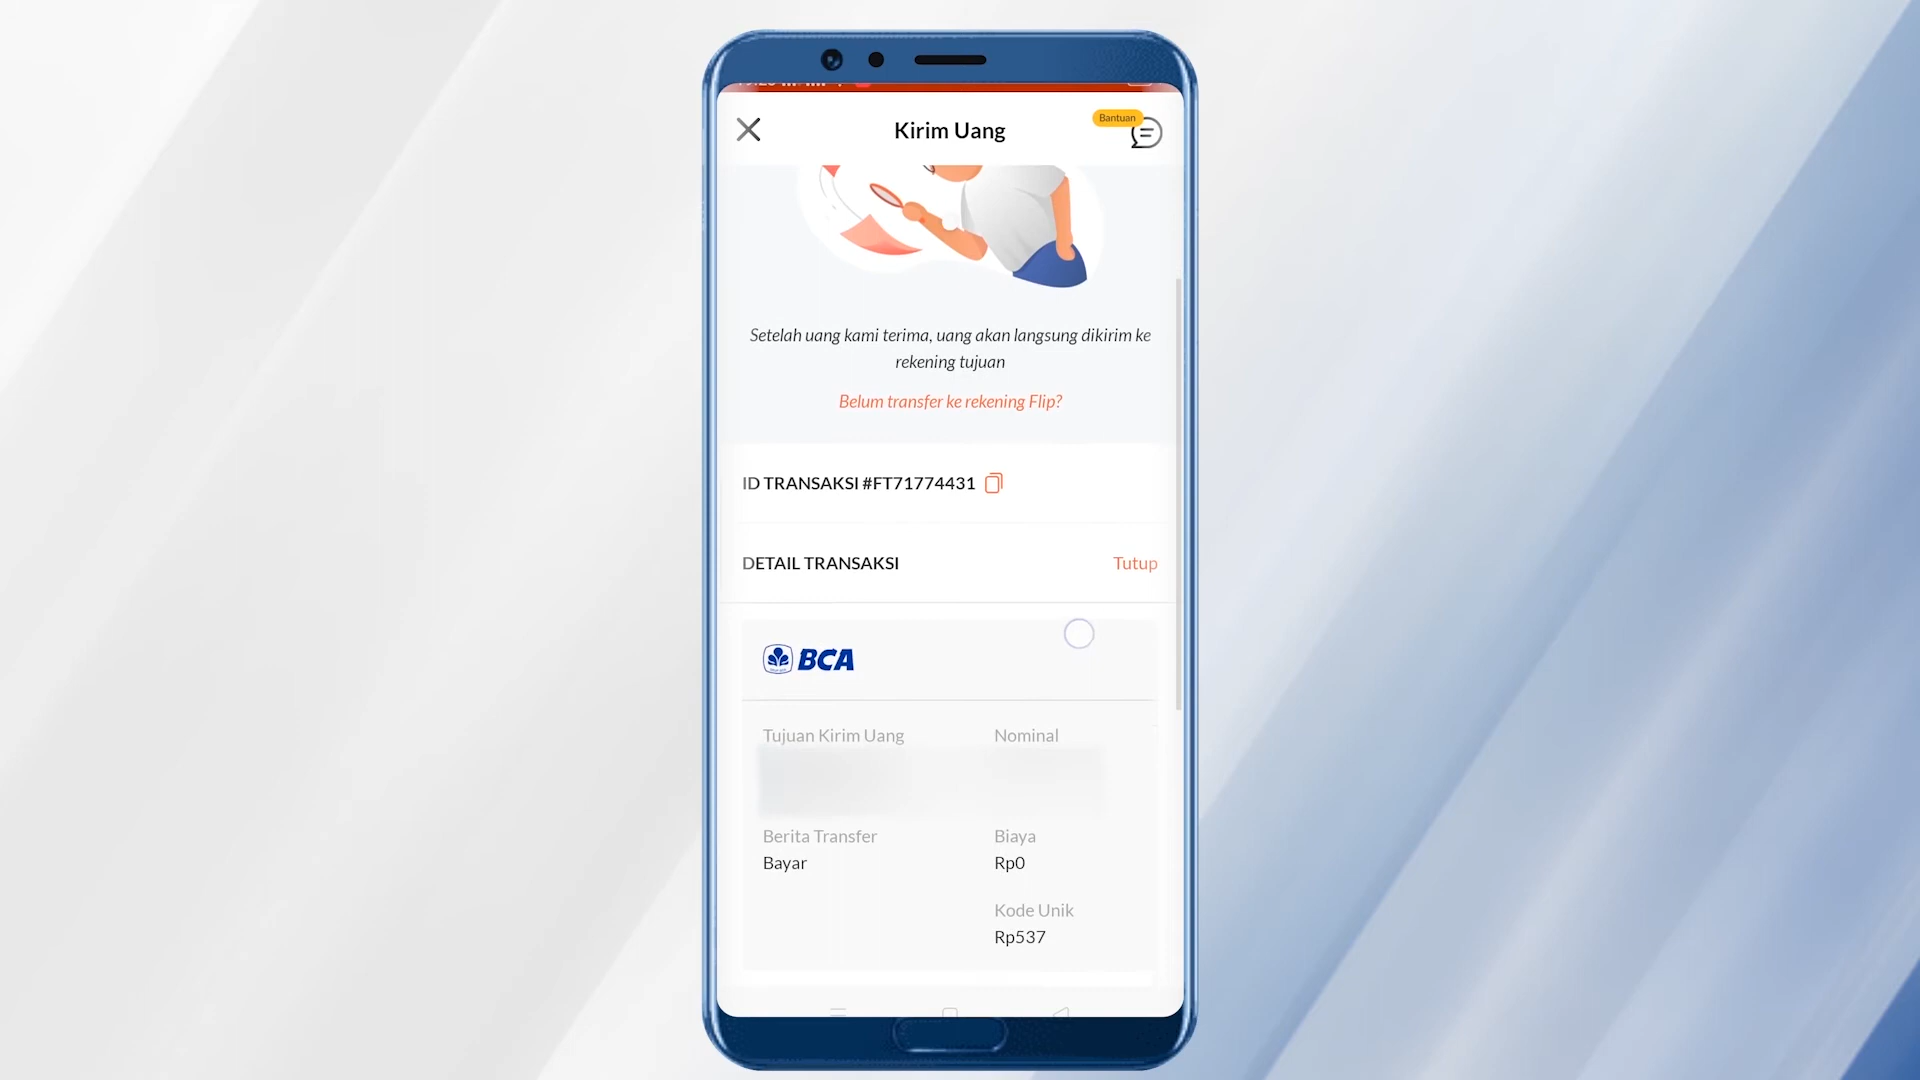 Kirim Uang
Bantuan
Setelah uang kami terima, uang akan langsung dikirim ke
rekening tujuan
Belum transfer ke rekening Flip?
ID TRANSAKSI #FT71774431
DETAIL TRANSAKSI
Tutup
BCA
Tujuan Kirim Uang
Nominal
Berita Transfer
Biaya
Bayar
Rp0
Kode Unik
Rp537